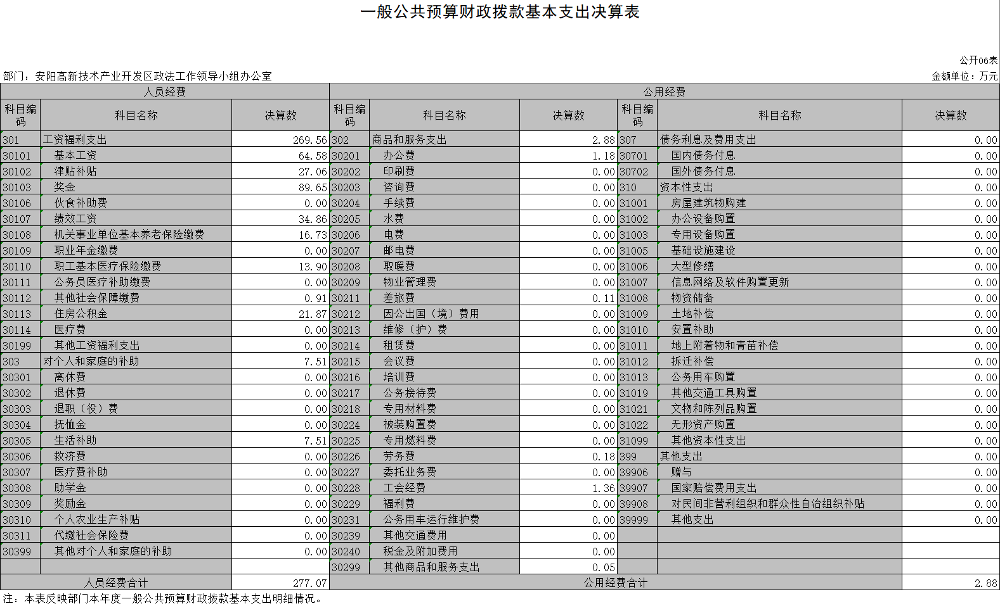 一般公共预算财政拨款基本支出决算表
公开06表
部门：安阳高新技术产业开发区政法工作领导小组办公室 金额单位：万元
人员经费 公用经费
科目编码 科目名称 决算数 科目编码 科目名称 决算数 科目编码 科目名称 决算数
301 工资福利支出 269.56 302 商品和服务支出 2.88 307 债务利息及费用支出 0.00
30101 基本工资 64.58 30201 办公费 1.18 30701 国内债务付息 0.00
30102 津贴补贴 27.06 30202 印刷费 0.00 30702 国外债务付息 0.00
30103 奖金 89.65 30203 咨询费 0.00 310 资本性支出 0.00
30106 伙食补助费 0.00 30204 手续费 0.00 31001 房屋建筑物购建 0.00
30107 绩效工资 34.86 30205 水费 0.00 31002 办公设备购置 0.00
30108 机关事业单位基本养老保险缴费 16.73 30206 电费 0.00 31003 专用设备购置 0.00
30109 职业年金缴费 0.00 30207 邮电费 0.00 31005 基础设施建设 0.00
30110 职工基本医疗保险缴费 13.90 30208 取暖费 0.00 31006 大型修缮 0.00
30111 公务员医疗补助缴费 0.00 30209 物业管理费 0.00 31007 信息网络及软件购置更新 0.00
30112 其他社会保障缴费 0.91 30211 差旅费 0.11 31008 物资储备 0.00
30113 住房公积金 21.87 30212 因公出国（境）费用 0.00 31009 土地补偿 0.00
30114 医疗费 0.00 30213 维修（护）费 0.00 31010 安置补助 0.00
30199 其他工资福利支出 0.00 30214 租赁费 0.00 31011 地上附着物和青苗补偿 0.00
303 对个人和家庭的补助 7.51 30215 会议费 0.00 31012 拆迁补偿 0.00
30301 离休费 0.00 30216 培训费 0.00 31013 公务用车购置 0.00
30302 退休费 0.00 30217 公务接待费 0.00 31019 其他交通工具购置 0.00
30303 退职（役）费 0.00 30218 专用材料费 0.00 31021 文物和陈列品购置 0.00
30304 抚恤金 0.00 30224 被装购置费 0.00 31022 无形资产购置 0.00
30305 生活补助 7.51 30225 专用燃料费 0.00 31099 其他资本性支出 0.00
30306 救济费 0.00 30226 劳务费 0.18 399 其他支出 0.00
30307 医疗费补助 0.00 30227 委托业务费 0.00 39906 赠与 0.00
30308 助学金 0.00 30228 工会经费 1.36 39907 国家赔偿费用支出 0.00
30309 奖励金 0.00 30229 福利费 0.00 39908 对民间非营利组织和群众性自治组织补贴 0.00
30310 个人农业生产补贴 0.00 30231 公务用车运行维护费 0.00 39999 其他支出 0.00
30311 代缴社会保险费 0.00 30239 其他交通费用 0.00
30399 其他对个人和家庭的补助 0.00 30240 税金及附加费用 0.00
30299 其他商品和服务支出 0.05
人员经费合计 277.07 公用经费合计 2.88
注：本表反映部门本年度一般公共预算财政拨款基本支出明细情况。